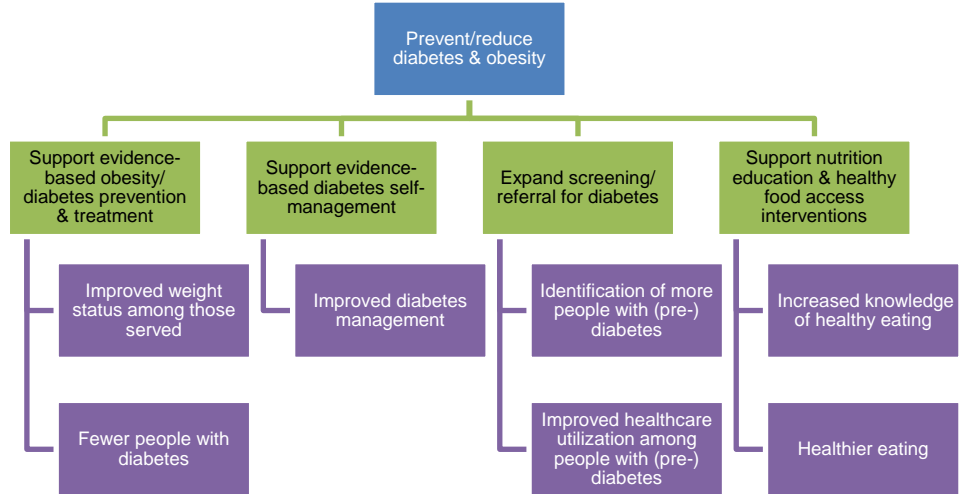 Prevent/reduce
diabetes & obesity
Support evidence-
based obesity/
diabetes prevention
& treatment
Support evidence-
based diabetes self-
management
Expand screening/
referral for diabetes
Support nutrition
education & healthy
food access
interventions
Improved weight
status among those
served
Improved diabetes
management
Identification of more
people with (pre-)
diabetes
Increased knowledge
of healthy eating
Fewer people with
diabetes
Improved healthcare
utilization among
people with (pre-)
diabetes
Healthier eating